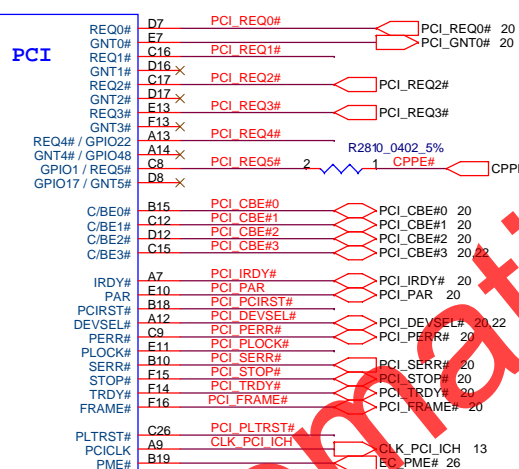 PCI
REQ0# D7 PCI_REQ0# PCI_REQ0# 20
GNT0# E7 PCI_GNT0# 20
REQ1# C16 PCI_REQ1#
GNT1# D16
REQ2# C17 PCI_REQ2# PCI_REQ2#
GNT2# D17
REQ3# E13 PCI_REQ3# PCI_REQ3#
GNT3# F13
REQ4# / GPIO22 A13 PCI_REQ4#
GNT4# / GPIO48 A14
R2810_0402_5%
GPIO1 / REQ5# C8 PCI_REQ5# 2 1 CPPE#
GPIO17 / GNT5# D8
C/BE0# B15 PCI_CBE#0 PCI_CBE#0 20
C/BE1# C12 PCI_CBE#1 PCI_CBE#1 20
C/BE2# D12 PCI_CBE#2 PCI_CBE#2 20
C/BE3# C15 PCI_CBE#3 PCI_CBE#3 20,22
IRDY# A7 PCI_IRDY# PCI_IRDY# 20
PAR E10 PCI_PAR PCI_PAR 20
PCIRST# B18 PCI_PCIRST#
DEVSEL# A12 PCI_DEVSEL# PCI_DEVSEL# 20,22
PERR# C9 PCI_PERR# PCI_PERR# 20
PLOCK# E11 PCI_PLOCK#
SERR# B10 PCI_SERR# PCI_SERR# 20
STOP# F15 PCI_STOP# PCI_STOP# 20
TRDY# F14 PCI_TRDY# PCI_TRDY# 20
FRAME# F16 PCI_FRAME# PCI_FRAME# 20
PLTRST# C26 PCI_PLTRST#
PCICLK A9 CLK_PCI_ICH CLK_PCI_ICH 13
PME# B19 EC_PME# 26